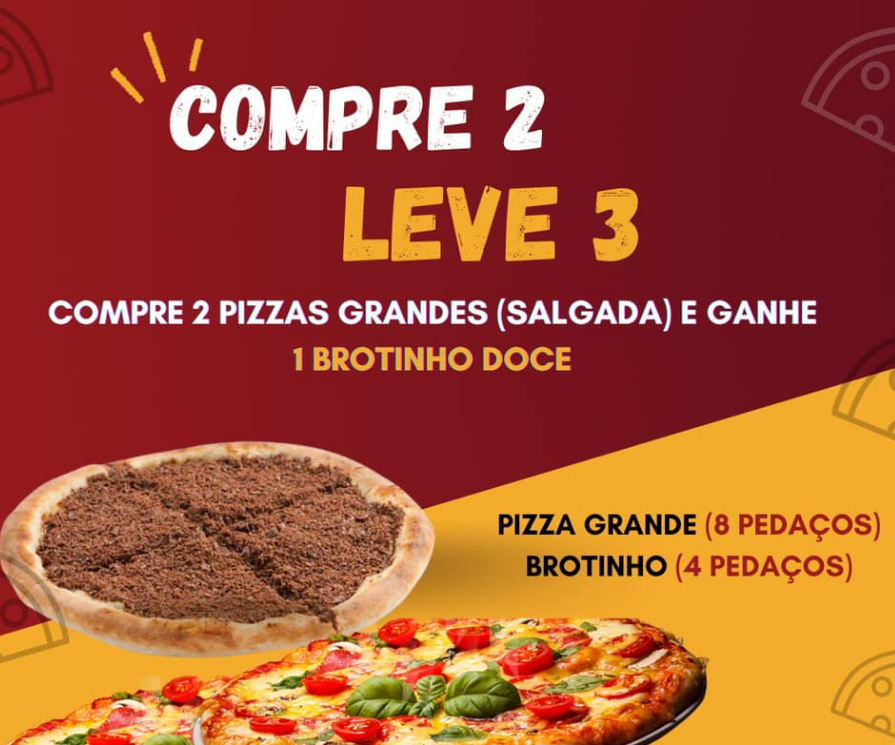 COMPRE 2
LEVE 3
COMPRE 2 PIZZAS GRANDES (SALGADA) E GANHE
1 BROTINHO DOCE
PIZZA GRANDE (8 PEDAÇOS)
BROTINHO (4 PEDAÇOS)